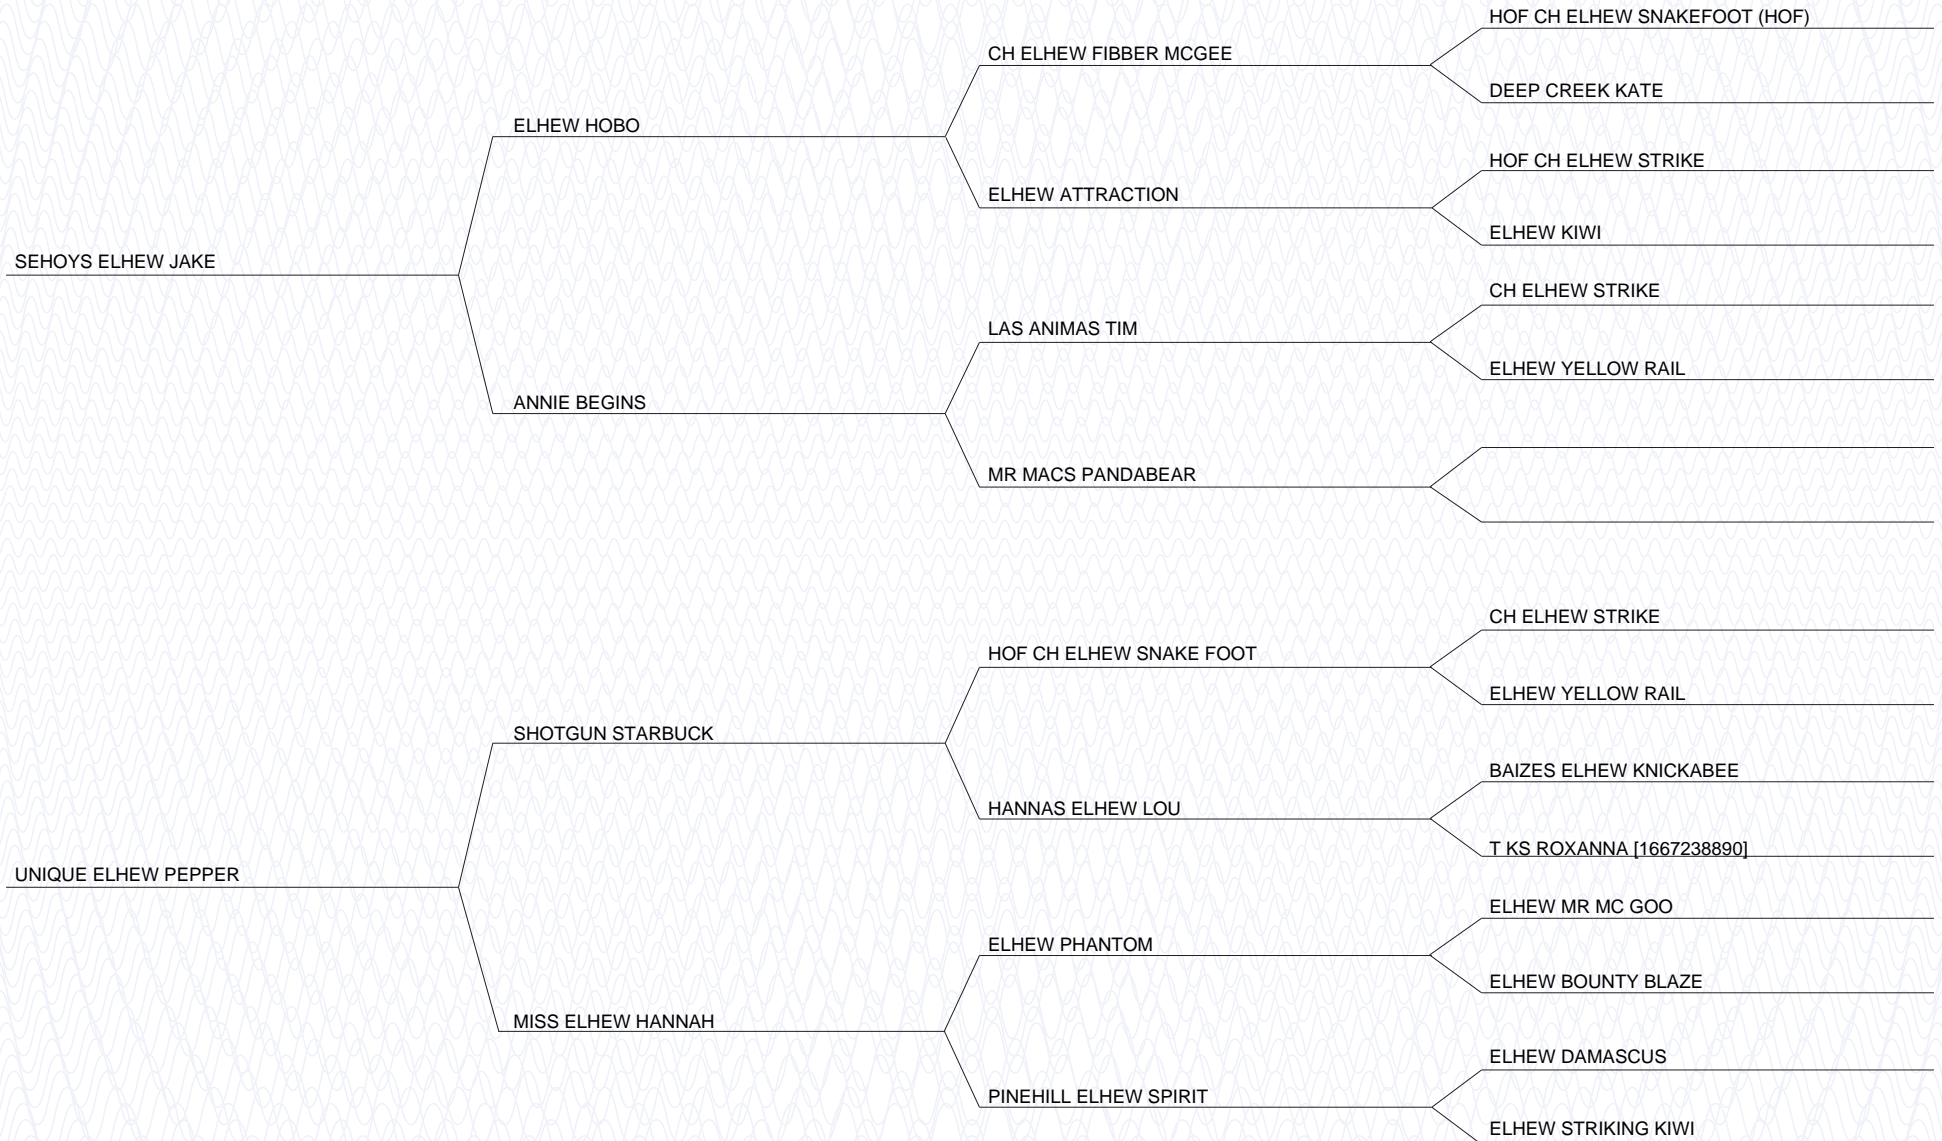 HOF CH ELHEW SNAKEFOOT (HOF)
CH ELHEW FIBBER MCGEE
DEEP CREEK KATE
ELHEW HOBO
HOF CH ELHEW STRIKE
ELHEW ATTRACTION
ELHEW KIWI
SEHOYS ELHEW JAKE
CH ELHEW STRIKE
LAS ANIMAS TIM
ELHEW YELLOW RAIL
ANNIE BEGINS
MR MACS PANDABEAR
CH ELHEW STRIKE
HOF CH ELHEW SNAKE FOOT
ELHEW YELLOW RAIL
SHOTGUN STARBUCK
BAIZES ELHEW KNICKABEE
HANNAS ELHEW LOU
T KS ROXANNA [1667238890]
UNIQUE ELHEW PEPPER
ELHEW MR MC GOO
ELHEW PHANTOM
ELHEW BOUNTY BLAZE
MISS ELHEW HANNAH
ELHEW DAMASCUS
PINEHILL ELHEW SPIRIT
ELHEW STRIKING KIWI